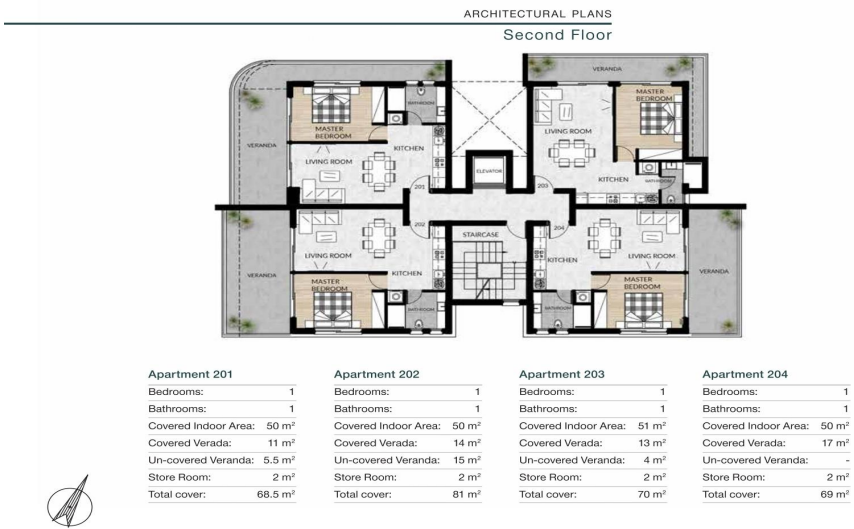 ARCHITECTURAL PLANS
Second Floor
VERANDA
BATHROOM
MASTER
BEDROOM
MASTER
BEDROOM
LIVING ROOM
VERANDA
KITCHEN
LIVING ROOM
ELEVATOR
KITCHEN
BATHROOM
201
203
202
STAIRCASE
204
KITCHEN
LIVING ROOM
LIVING ROOM
VERANDA
KITCHEN
VERANDA
MASTER
BEDROOM
MASTER
BEDROOM
BATHROOM
BATHROOM
Apartment 201
Bedrooms: 1
Bathrooms: 1
Covered Indoor Area: 50 m²
Covered Verada: 11 m²
Un-covered Veranda: 5.5 m²
Store Room: 2 m²
Total cover: 68.5 m²
Apartment 202
Bedrooms: 1
Bathrooms: 1
Covered Indoor Area: 50 m²
Covered Verada: 14 m²
Un-covered Veranda: 15 m²
Store Room: 2 m²
Total cover: 81 m²
Apartment 203
Bedrooms: 1
Bathrooms: 1
Covered Indoor Area: 51 m²
Covered Verada: 13 m²
Un-covered Veranda: 4 m²
Store Room: 2 m²
Total cover: 70 m²
Apartment 204
Bedrooms: 1
Bathrooms: 1
Covered Indoor Area: 50 m²
Covered Verada: 17 m²
Un-covered Veranda: -
Store Room: 2 m²
Total cover: 69 m²